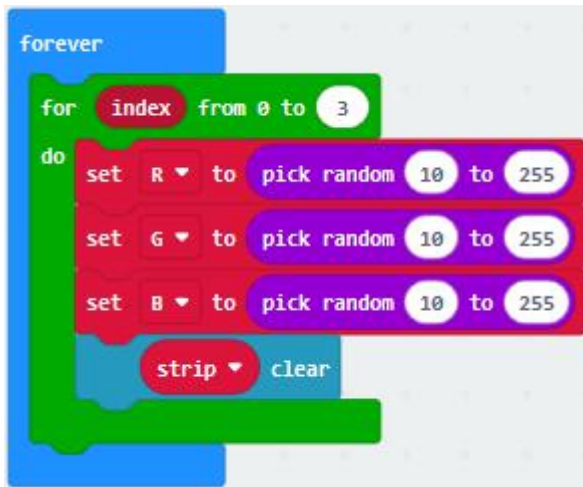 forever
for index from 0 to 3
do
set R to pick random 10 to 255
set G to pick random 10 to 255
set B to pick random 10 to 255
strip clear